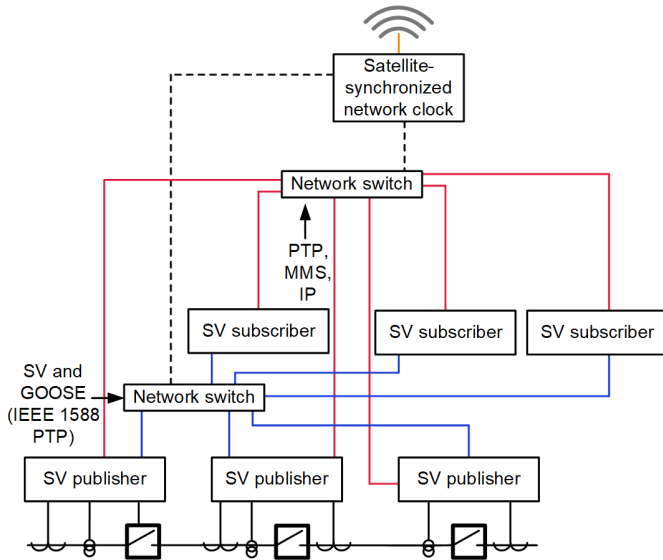 Satellite-
synchronized
network clock
Network switch
PTP,
MMS,
IP
SV subscriber
SV subscriber
SV subscriber
SV and
GOOSE
(IEEE 1588
PTP)
Network switch
SV publisher
SV publisher
SV publisher